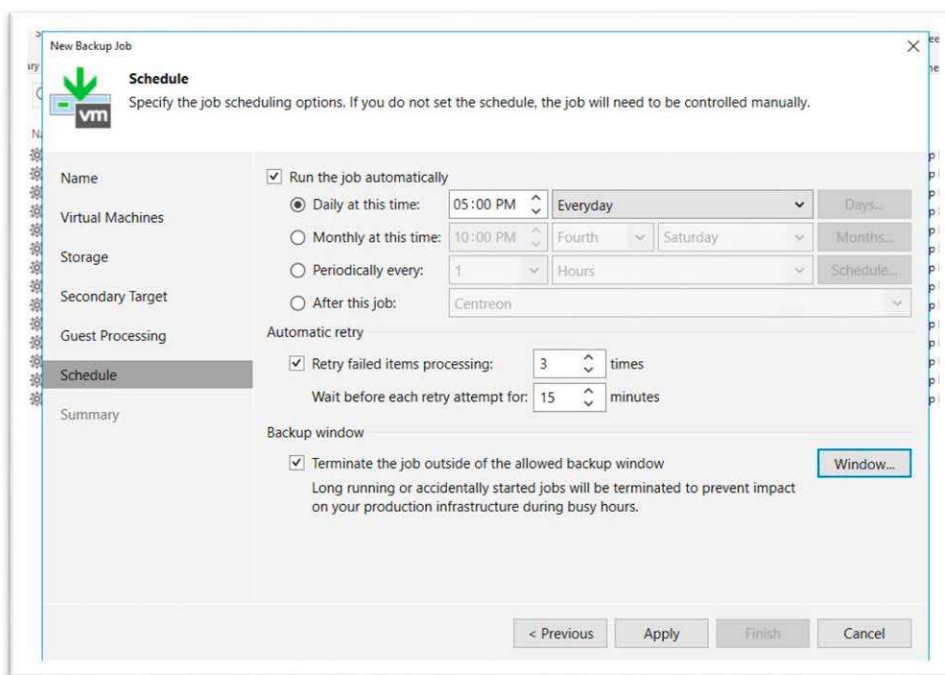 New Backup Job
Schedule
Specify the job scheduling options. If you do not set the schedule, the job will need to be controlled manually.
vm
Name
Virtual Machines
Storage
Secondary Target
Guest Processing
Schedule
Summary
Run the job automatically
Daily at this time: 05:00 PM Everyday Days...
Monthly at this time: 10:00 PM Fourth Saturday Months...
Periodically every: 1 Hours Schedule...
After this job: Centreon
Automatic retry
Retry failed items processing: 3 times
Wait before each retry attempt for: 15 minutes
Backup window
Terminate the job outside of the allowed backup window Window...
Long running or accidentally started jobs will be terminated to prevent impact
on your production infrastructure during busy hours.
< Previous Apply Finish Cancel